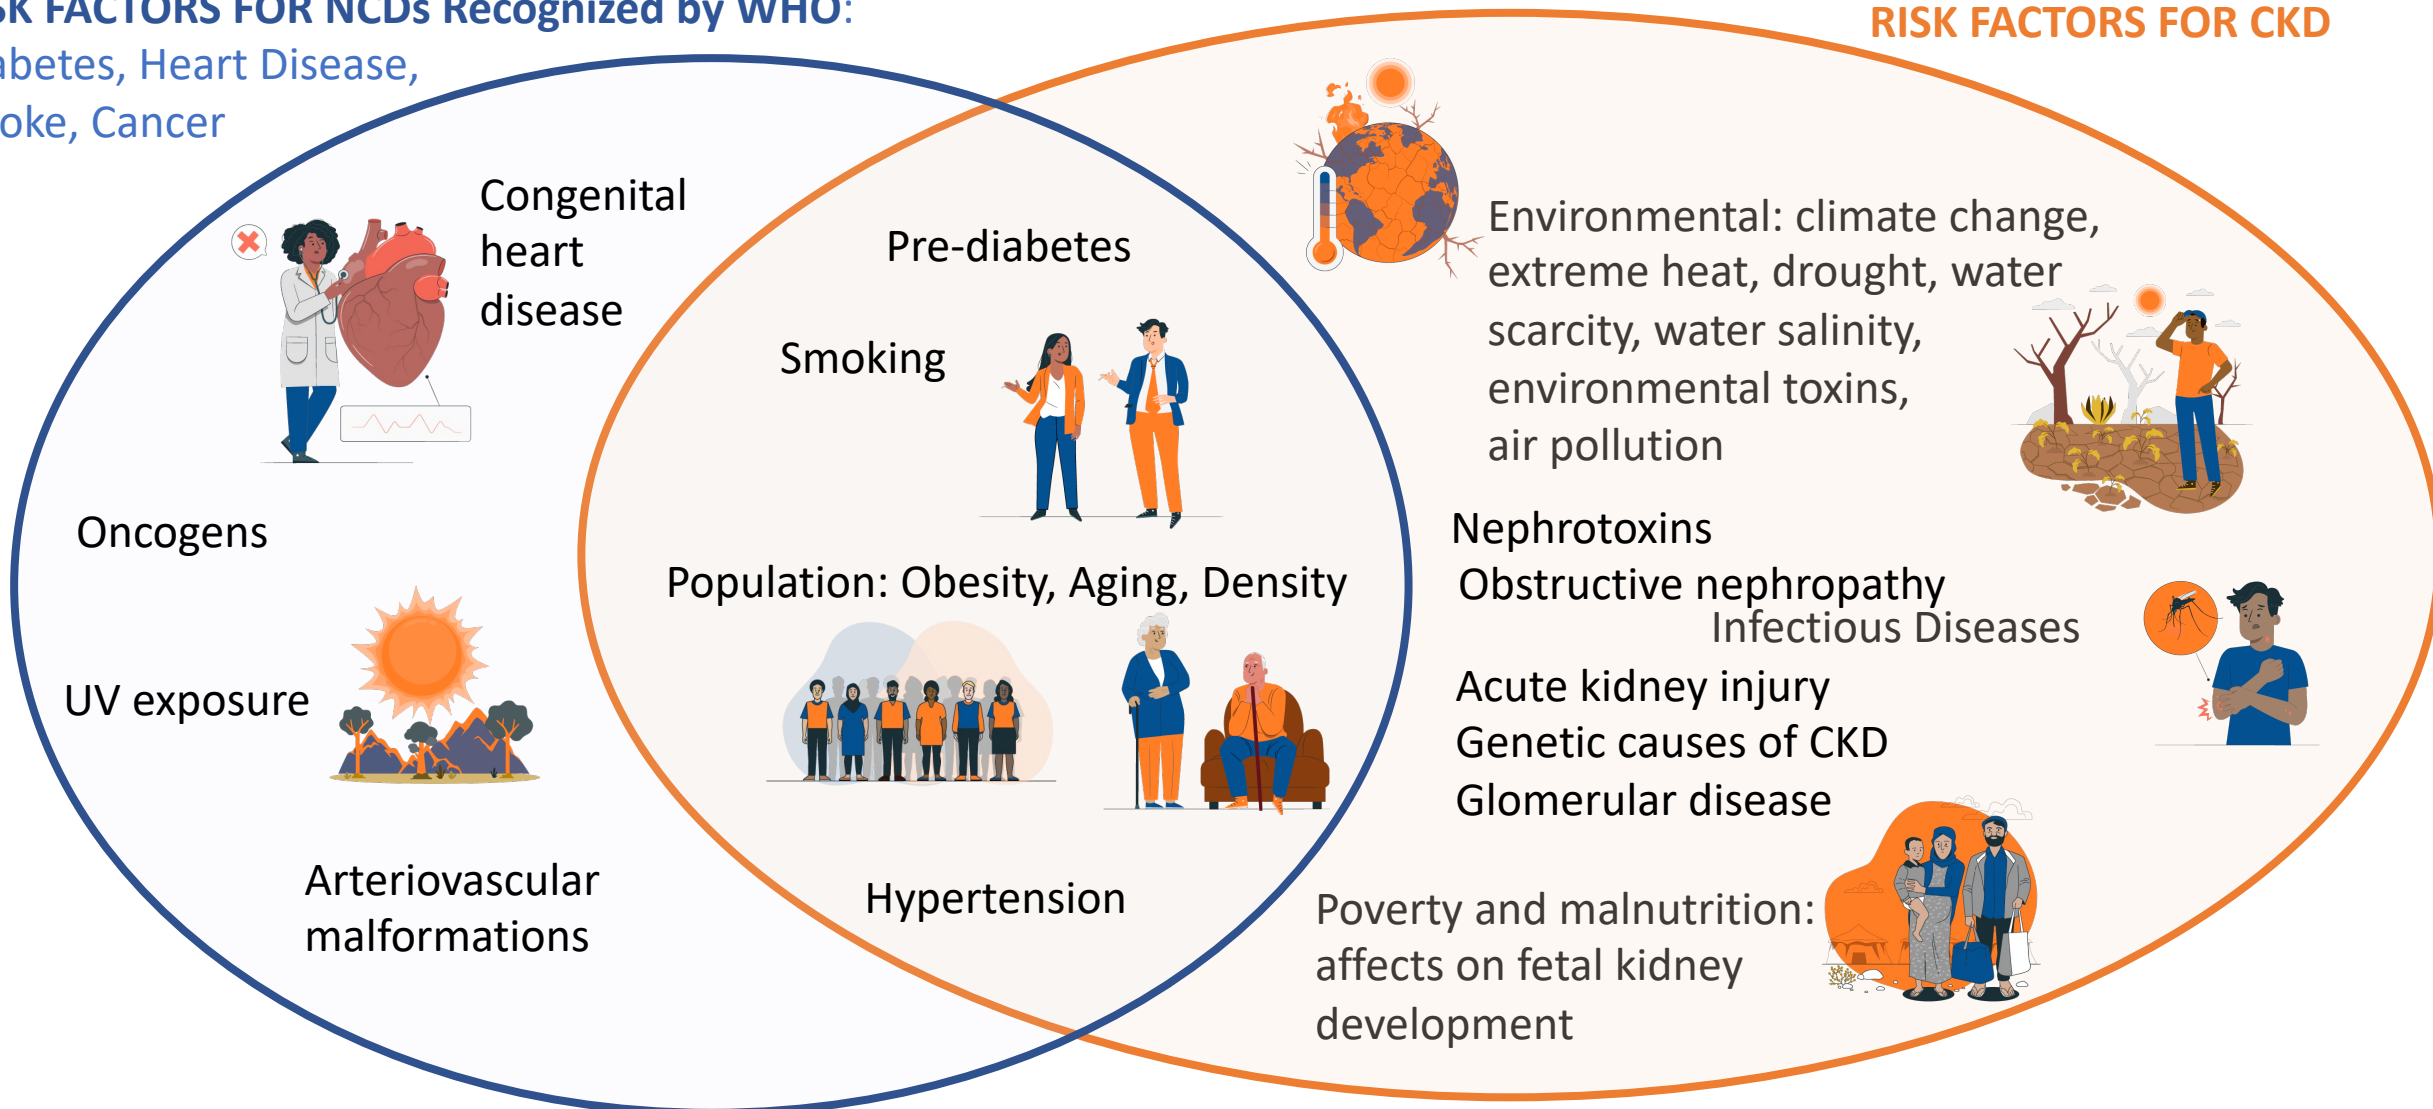 SK FACTORS FOR NCDs Recognized by WHO:
abetes, Heart Disease,
oke, Cancer
RISK FACTORS FOR CKD
Congenital
heart
disease
Oncogens
UV exposure
Arteriovascular
malformations
Pre-diabetes
Smoking
Population: Obesity, Aging, Density
Hypertension
Environmental: climate change,
extreme heat, drought, water
scarcity, water salinity,
environmental toxins,
air pollution
Nephrotoxins
Obstructive nephropathy
Infectious Diseases
Acute kidney injury
Genetic causes of CKD
Glomerular disease
Poverty and malnutrition:
affects on fetal kidney
development